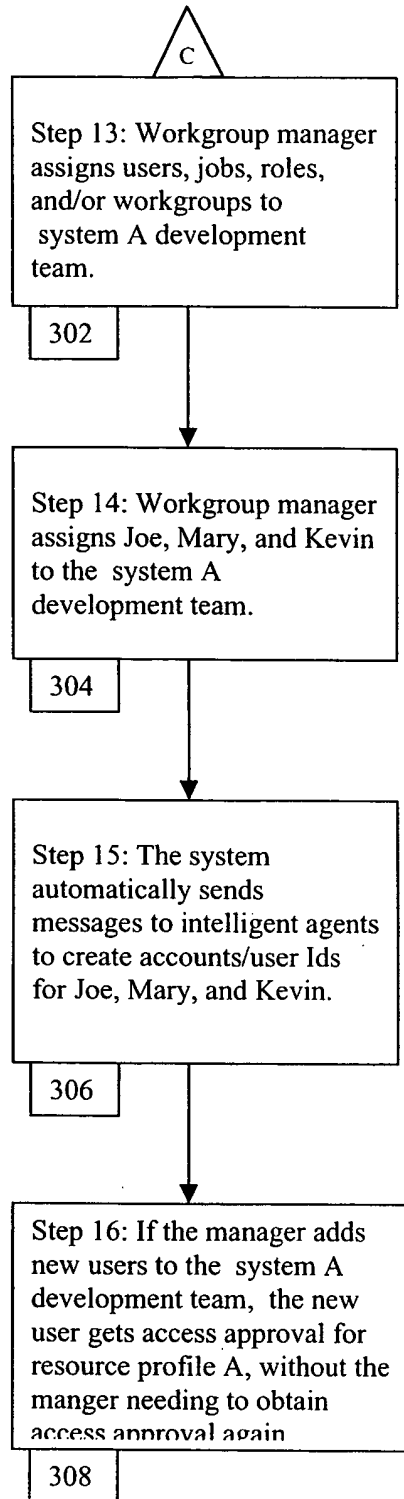 C
Step 13: Workgroup manager
assigns users, jobs, roles,
and/or workgroups to
system A development
team.
302
Step 14: Workgroup manager
assigns Joe, Mary, and Kevin
to the system A
development team.
304
Step 15: The system
automatically sends
messages to intelligent agents
to create accounts/user Ids
for Joe, Mary, and Kevin.
306
Step 16: If the manager adds
new users to the system A
development team, the new
user gets access approval for
resource profile A, without the
manger needing to obtain
access approval again
308